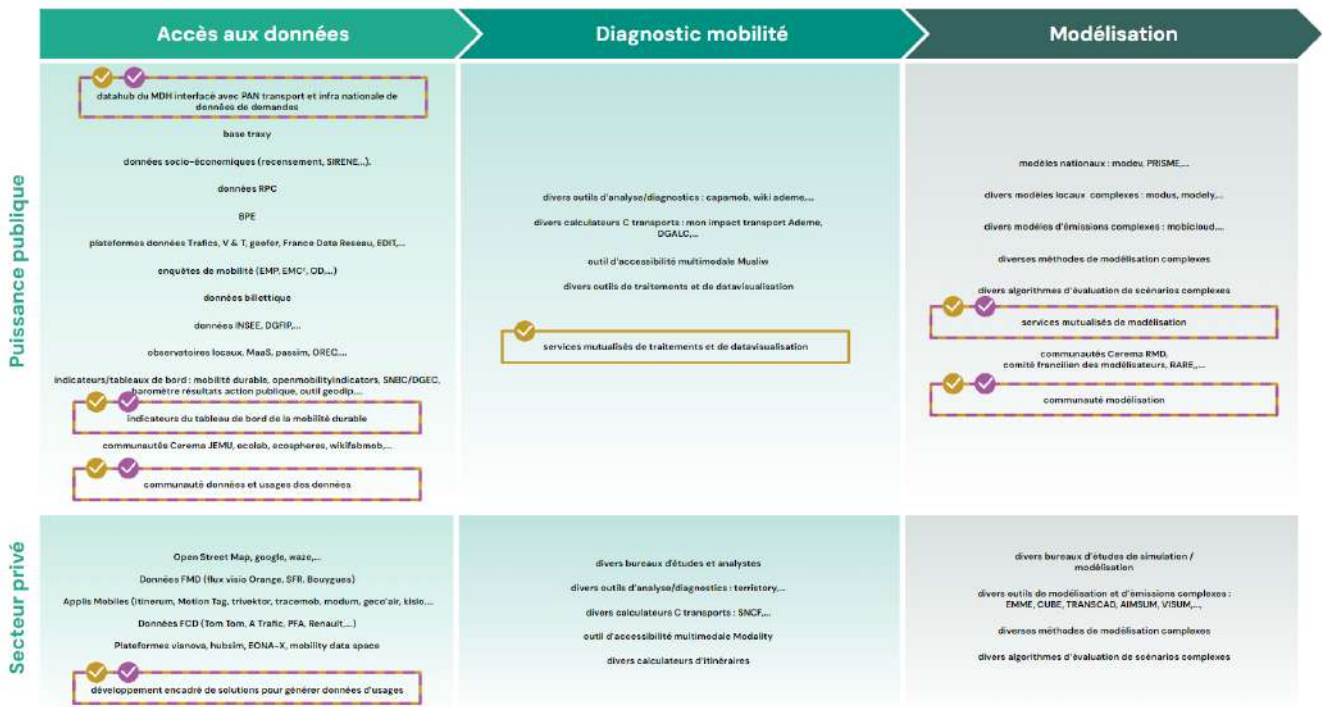 Accès aux données
Diagnostic mobilité
Modélisation
Puissance publique
datahub du MDH interfacé avec PAN transport et infra nationale de
données de demandes
base traxy
données socio-économiques (recensement, SIRENE,..).
données RPC
BPE
plateformes données Trafics, V & T, geofer, France Data Reseau, EDIT,...
enquêtes de mobilité (EMP, EMC², OD,...)
données billettique
données INSEE, DGFIP,...
observatoires locaux, MaaS, passim, OREC,...
indicateurs/tableaux de bord : mobilité durable, openmobilityindicators, SNBC/DGEC,
baromètre résultats action publique, outil geodip,...
indicateurs du tableau de bord de la mobilité durable
communautés Cerema JEMU, ecolab, ecospheres, wikifabmob,...
communauté données et usages des données
divers outils d'analyse/diagnostics : capamob, wiki ademe,...
divers calculateurs C transports : mon impact transport Ademe,
DGALC,...
outil d'accessibilité multimodale Musliw
divers outils de traitements et de datavisualisation
services mutualisés de traitements et de datavisualisation
modèles nationaux : modev, PRISME,...
divers modèles locaux complexes : modus, modely,...
divers modèles d'émissions complexes : mobicloud,...
diverses méthodes de modélisation complexes
divers algorithmes d'évaluation de scénarios complexes
services mutualisés de modélisation
communautés Cerema RMD,
comité francilien des modélisateurs, RARE,,...
communauté modélisation
Secteur privé
Open Street Map, google, waze,...
Données FMD (flux visio Orange, SFR, Bouygues)
Applis Mobiles (itinerum, Motion Tag, trivektor, tracemob, modum, geco'air, kisio,...
Données FCD (Tom Tom, A Trafic, PFA, Renault,...)
Plateformes vianova, hubsim, EONA-X, mobility data space
développement encadré de solutions pour générer données d'usages
divers bureaux d'études et analystes
divers outils d'analyse/diagnostics : terristory,...
divers calculateurs C transports : SNCF,...
outil d'accessibilité multimodale Modality
divers calculateurs d'itinéraires
divers bureaux d'études de simulation /
modélisation
divers outils de modélisation et d'émissions complexes :
EMME, CUBE, TRANSCAD, AIMSLIM, VISUM,...,
diverses méthodes de modélisation complexes
divers algorithmes d'évaluation de scénarios complexes